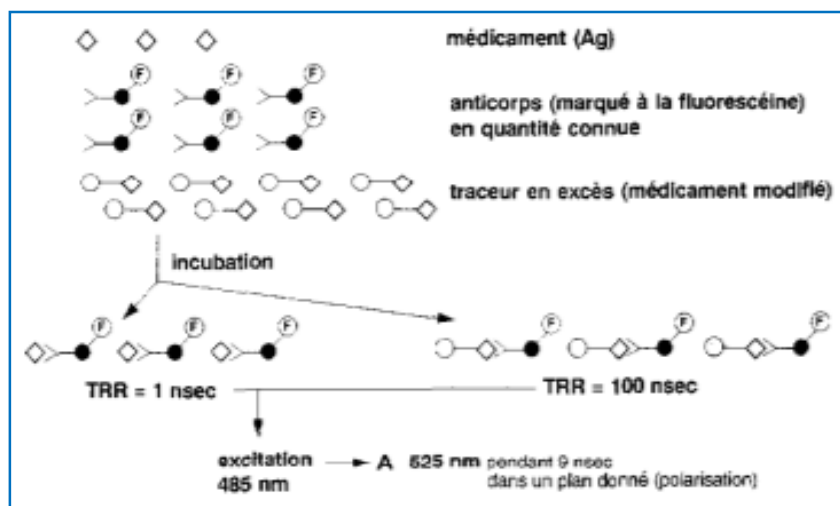 médicament (Ag)
F F F
anticorps (marqué à la fluorescéine)
en quantité connue
F F F
traceur en excès (médicament modifié)
incubation
F F F F F F
TRR = 1 nsec
TRR = 100 nsec
excitation
485 nm
A 525 nm pendant 9 nsec
dans un plan donné (polarisation)